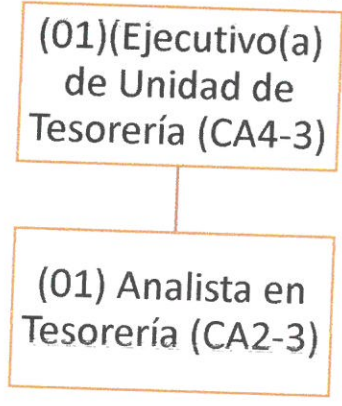 (01)(Ejecutivo(a)
de Unidad de
Tesorería (CA4-3)
(01) Analista en
Tesorería (CA2-3)